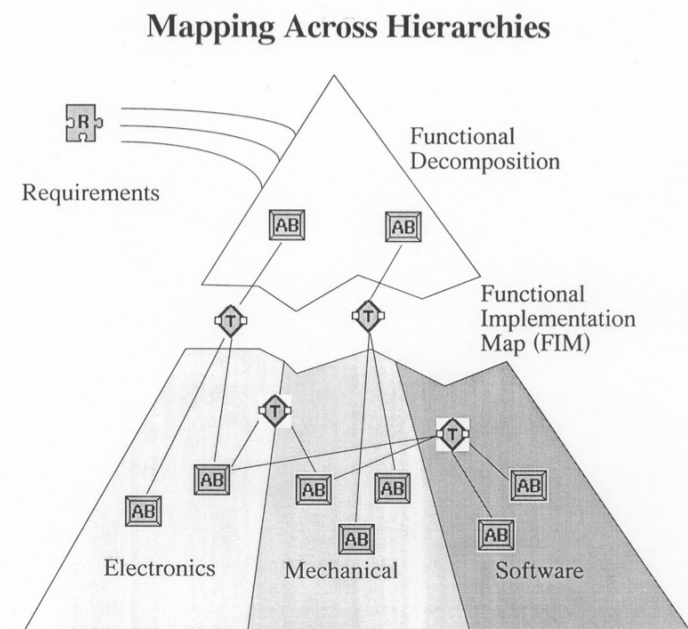 Mapping Across Hierarchies
R
Requirements
Functional
Decomposition
AB
AB
Functional
Implementation
Map (FIM)
T
T
T
T
AB
AB
AB
AB
AB
AB
AB
Electronics
Mechanical
Software